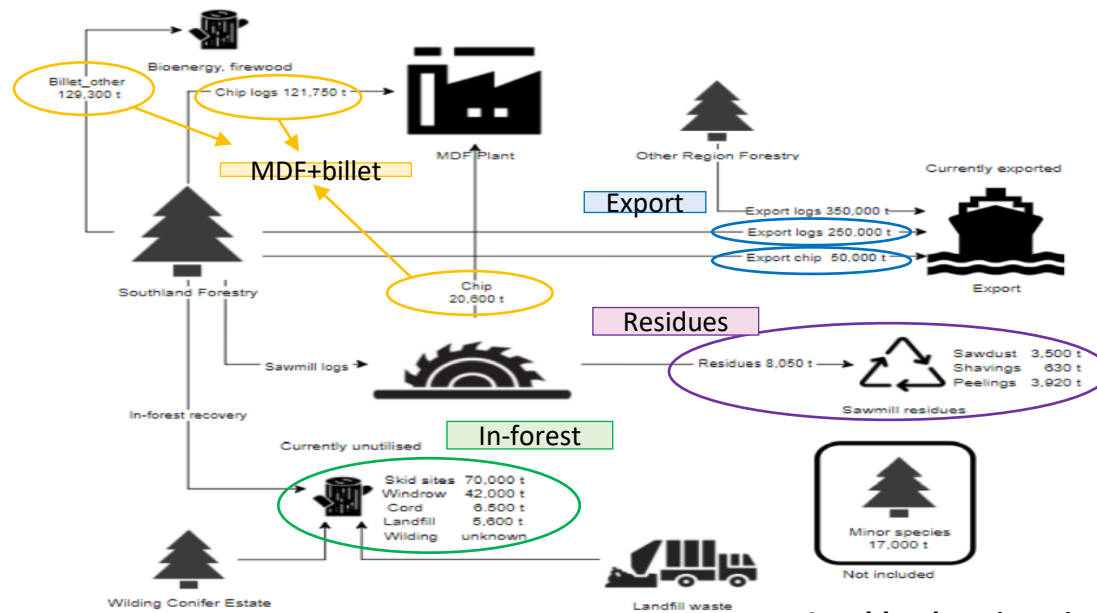 Bioenergy, firewood
Billet_other
129,300 t
Chip logs 121,750 t
MDF Plant
Other Region Forestry
Currently exported
MDF+billet
Export
Export logs 350,000 t
Export logs 250,000 t
Export chip 50,000 t
Export
Southland Forestry
Chip
20,600 t
Residues
Sawmill logs
Residues 8,050 t
Sawdust 3,500 t
Shavings 630 t
Peelings 3,920 t
Sawmill residues
In-forest recovery
In-forest
Currently unutilised
Skid sites 70,000 t
Windrow 42,000 t
Cord 6.500 t
Landfill 5,600 t
Wilding unknown
Minor species
17,000 t
Not included
Wilding Conifer Estate
Landfill waste